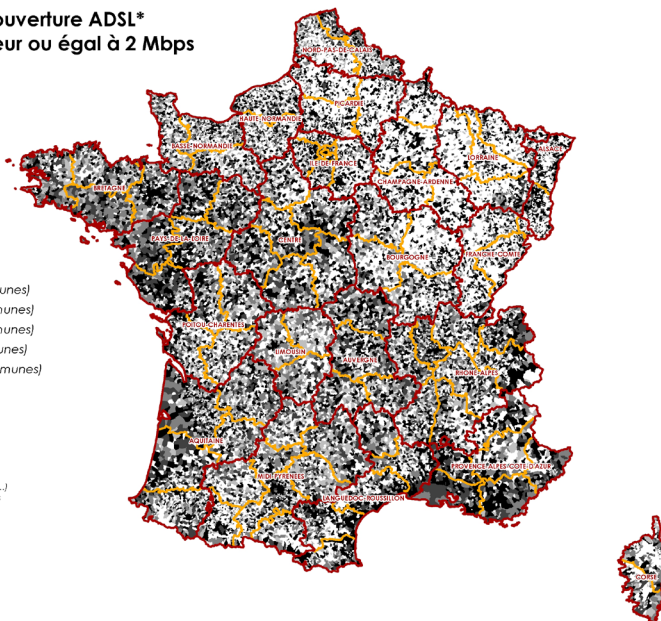 ouverture ADSL*
eur ou égal à 2 Mbps
NORD-PAS-DE-CALAIS
PICARDIE
HAUTE-NORMANDIE
BASSE-NORMANDIE
ILE-DE-FRANCE
LORRAINE
ALSACE
CHAMPAGNE-ARDENNE
BRETAGNE
PAYS-DE-LA-LOIRE
CENTRE
BOURGOGNE
FRANCHE-COMTE
unes)
munes)
munes)
unes)
munes)
POITOU-CHARENTES
LIMOUSIN
AUVERGNE
RHONE-ALPES
AQUITAINE
MIDI-PYRENEES
LANGUEDOC-ROUSSILLON
PROVENCE-ALPES-COTE-D'AZUR
...)
CORSE